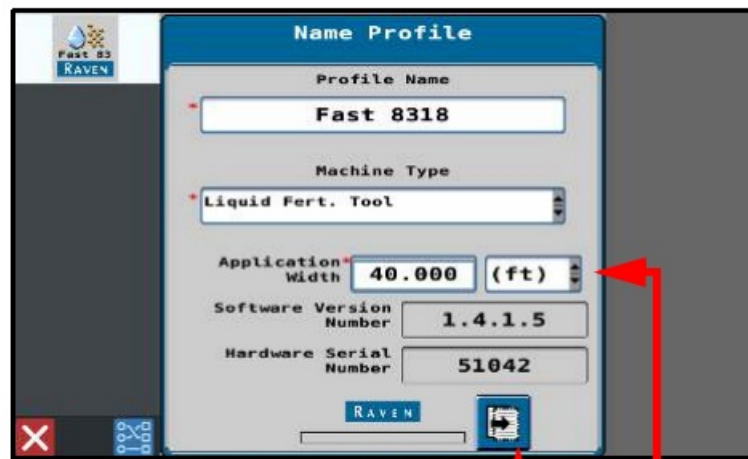 Fast 83
RAVEN
Name Profile
Profile Name
* Fast 8318
Machine Type
* Liquid Fert. Tool
Application*
Width 40.000 (ft)
Software Version
Number 1.4.1.5
Hardware Serial
Number 51042
RAVEN